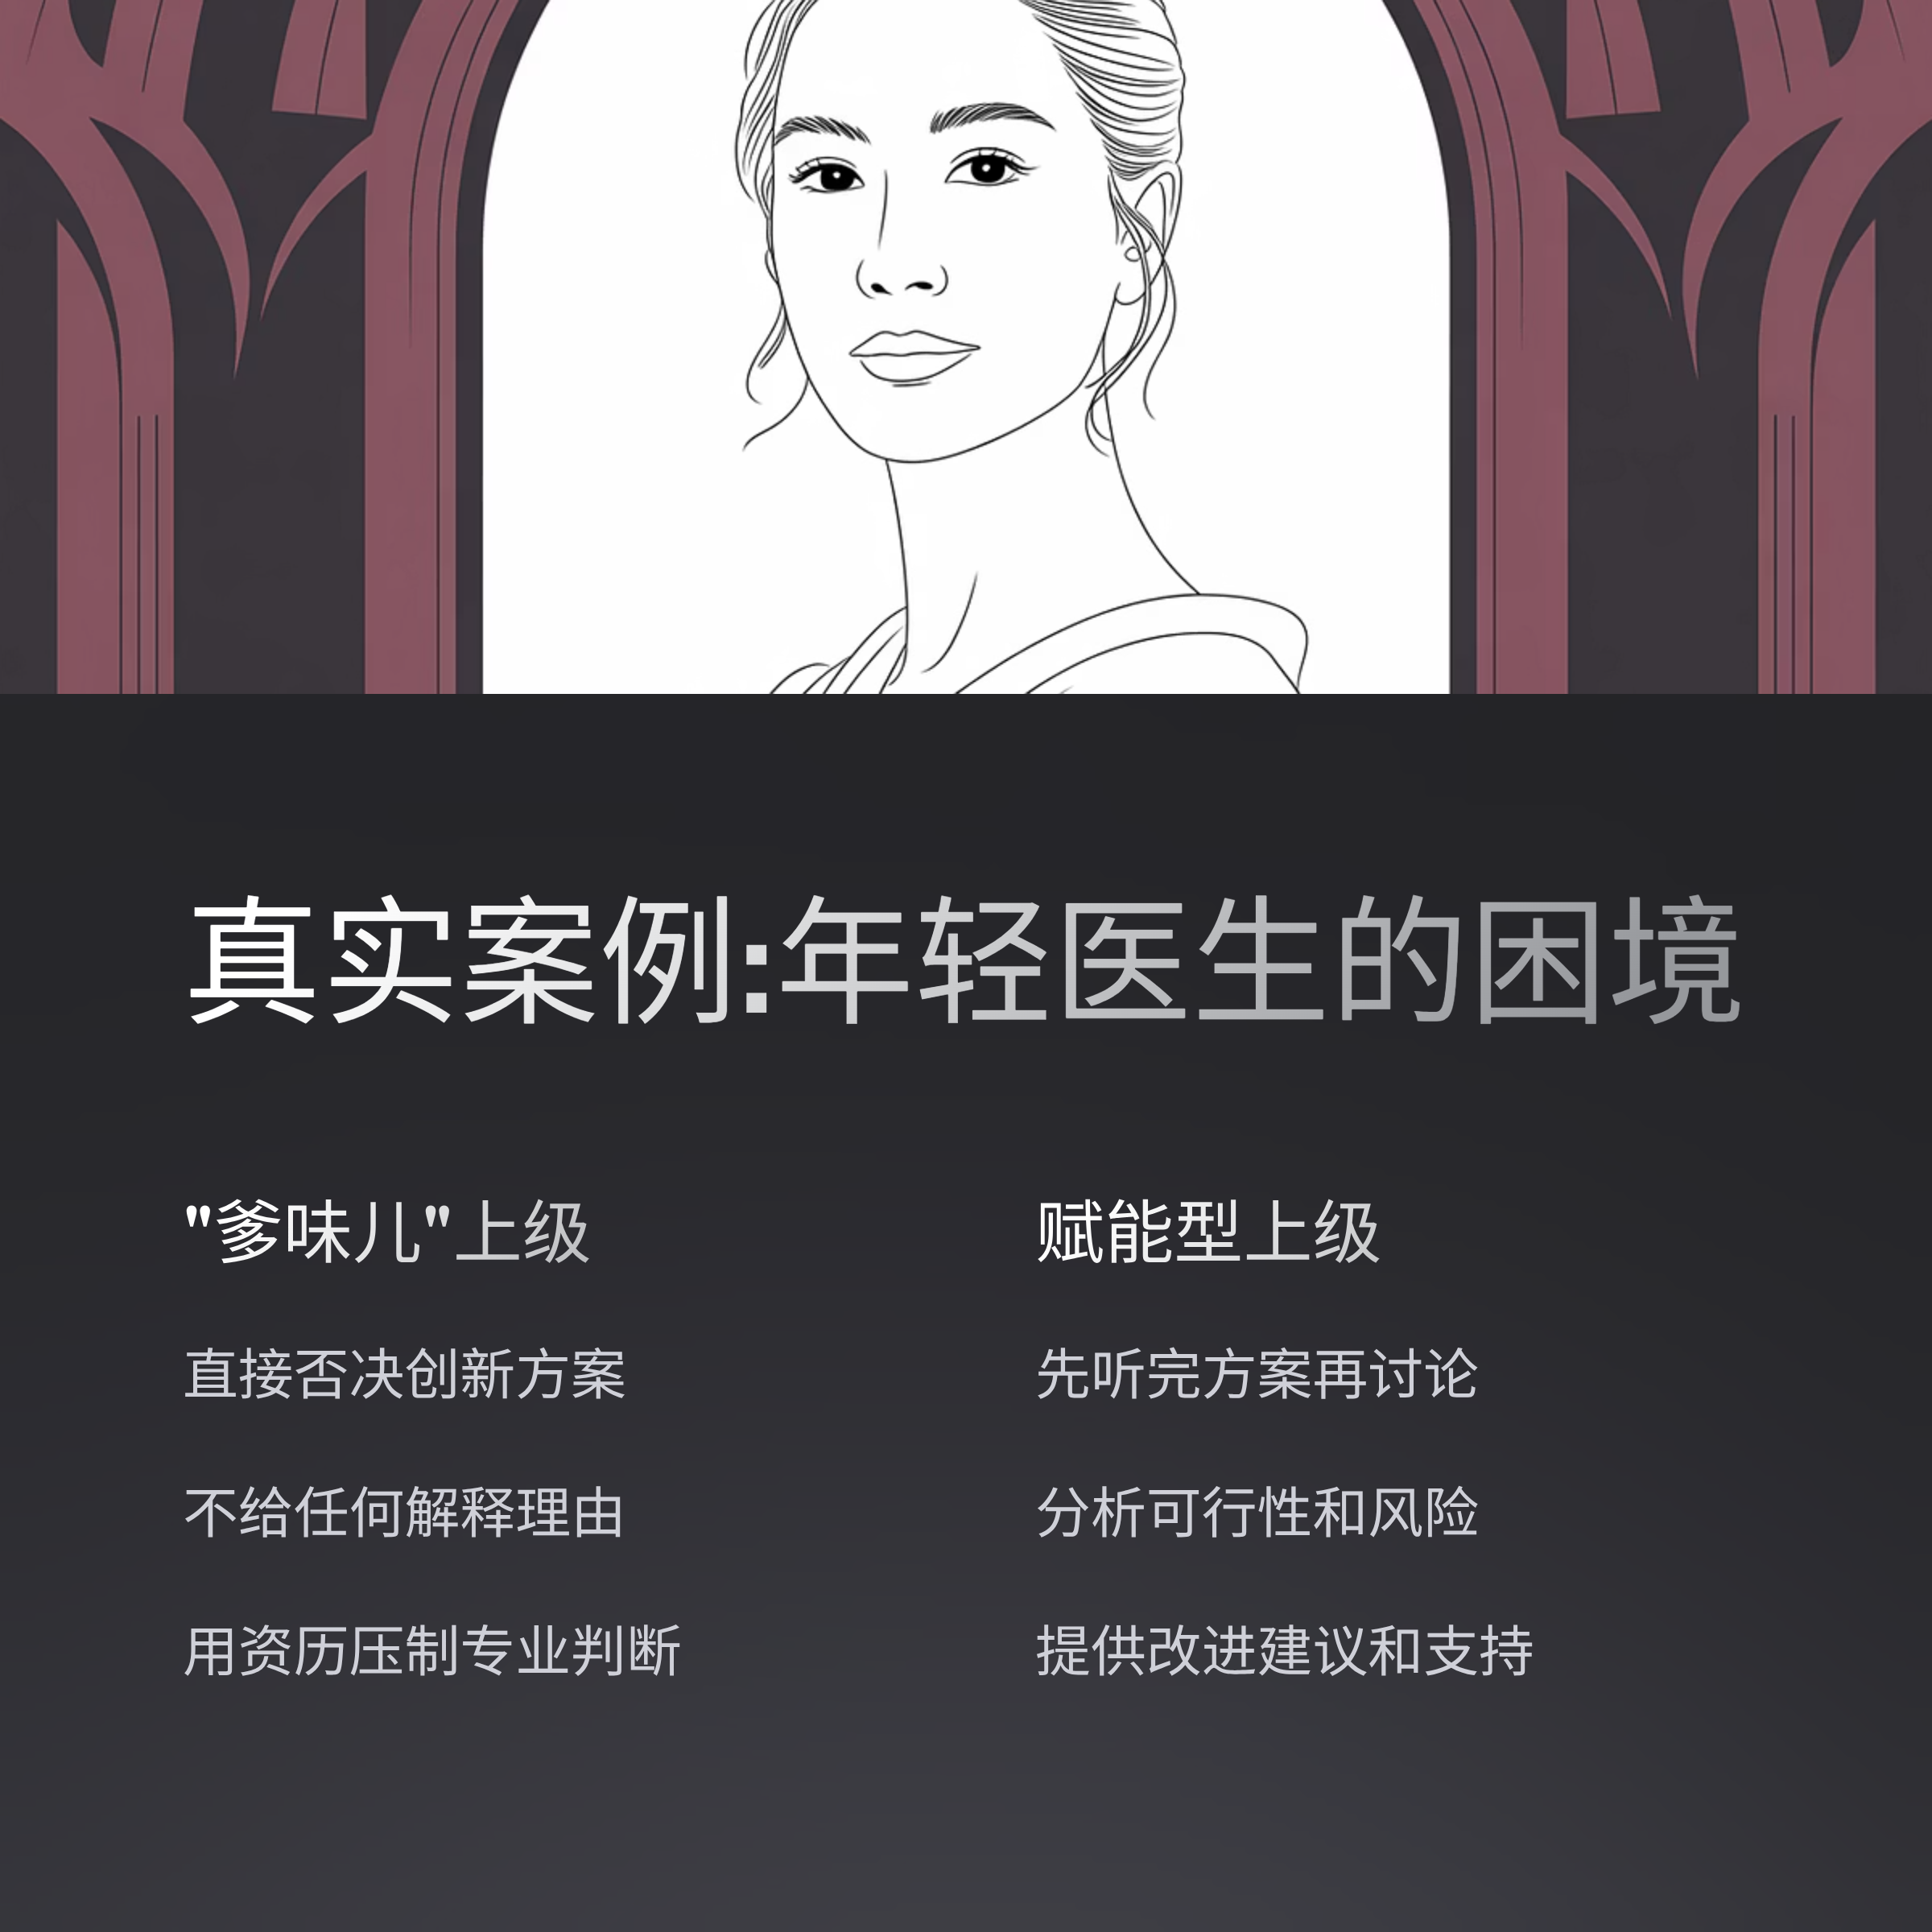 真实案例:年轻医生的困境
"爹味儿"上级
直接否决创新方案
不给任何解释理由
用资历压制专业判断
赋能型上级
先听完方案再讨论
分析可行性和风险
提供改进建议和支持